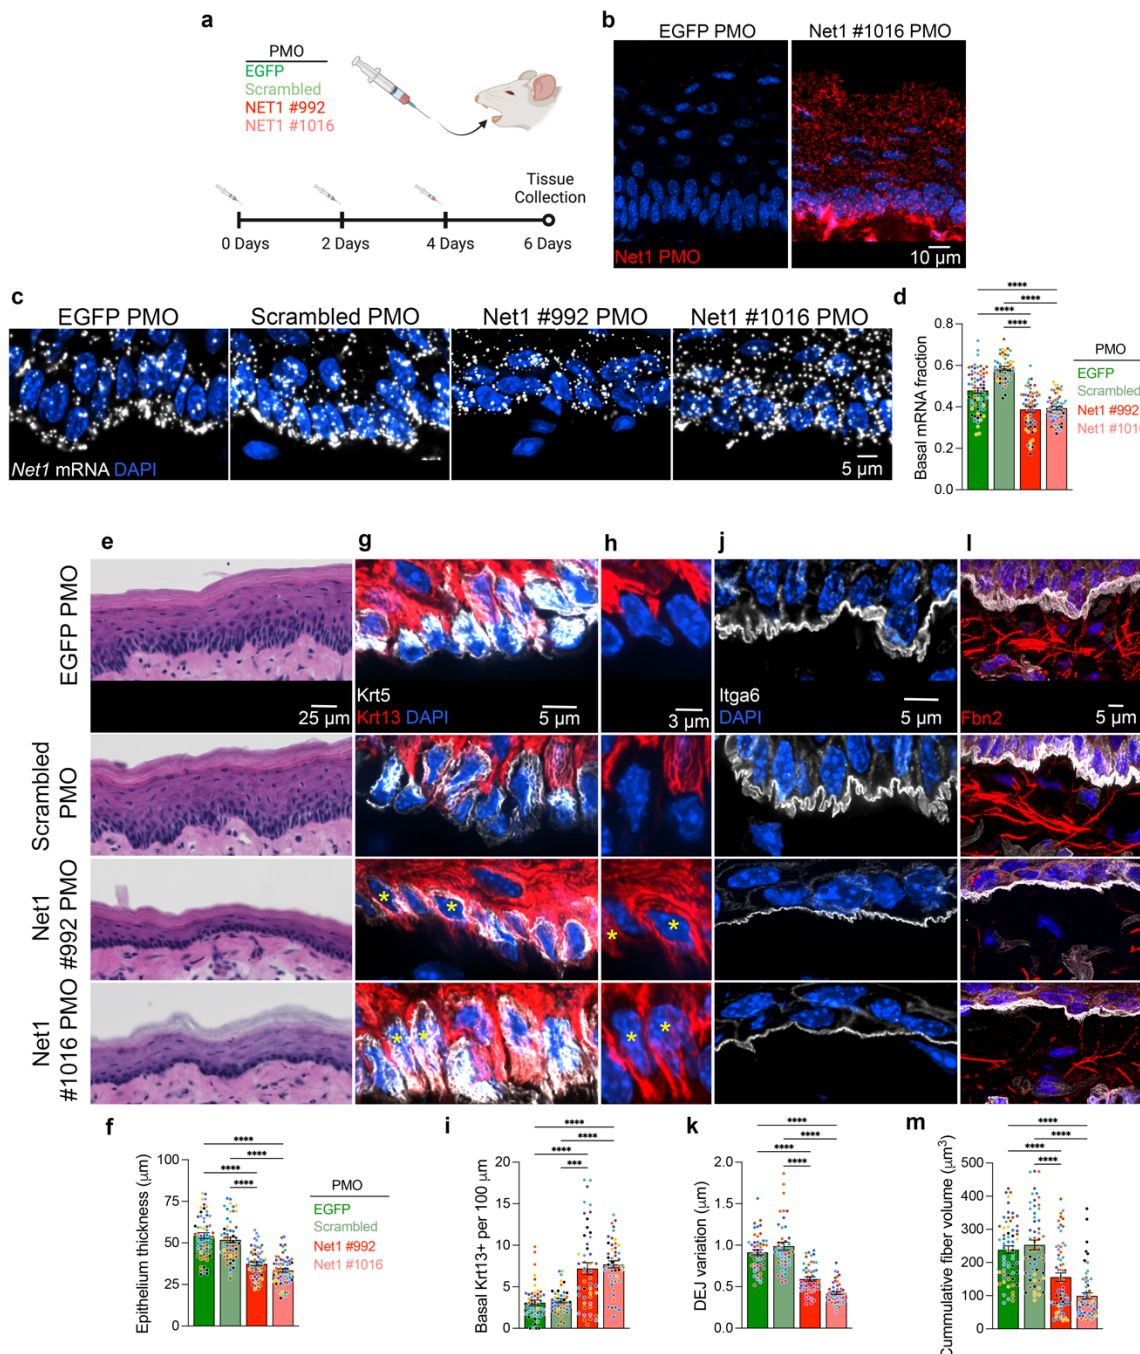 a
PMO
EGFP
Scrambled
NET1 #992
NET1 #1016
Tissue
Collection
0 Days
2 Days
4 Days
6 Days
b
EGFP PMO
Net1 #1016 PMO
Net1 PMO
10 µm
c
EGFP PMO
Scrambled PMO
Net1 #992 PMO
Net1 #1016 PMO
Net1 mRNA DAPI
5 µm
d
****
****
****
****
Basal mRNA fraction
0.8
0.6
0.4
0.2
0.0
PMO
EGFP
Scrambled
Net1 #992
Net1 #1016
e
g
h
j
l
EGFP PMO
25 µm
Krt5
Krt13 DAPI
5 µm
3 µm
Itga6
DAPI
5 µm
Fbn2
5 µm
Scrambled
PMO
Net1
#992 PMO
* *
* *
Net1
#1016 PMO
* *
* *
f
****
****
****
****
Epithelium thickness (µm)
100
75
50
25
0
PMO
EGFP
Scrambled
Net1 #992
Net1 #1016
i
****
****
****
***
Basal Krt13+ per 100 µm
20
15
10
5
0
k
****
****
****
****
DEJ variation (µm)
2.0
1.5
1.0
0.5
0.0
m
****
****
****
****
Cummulative fiber volume (µm³)
500
400
300
200
100
0